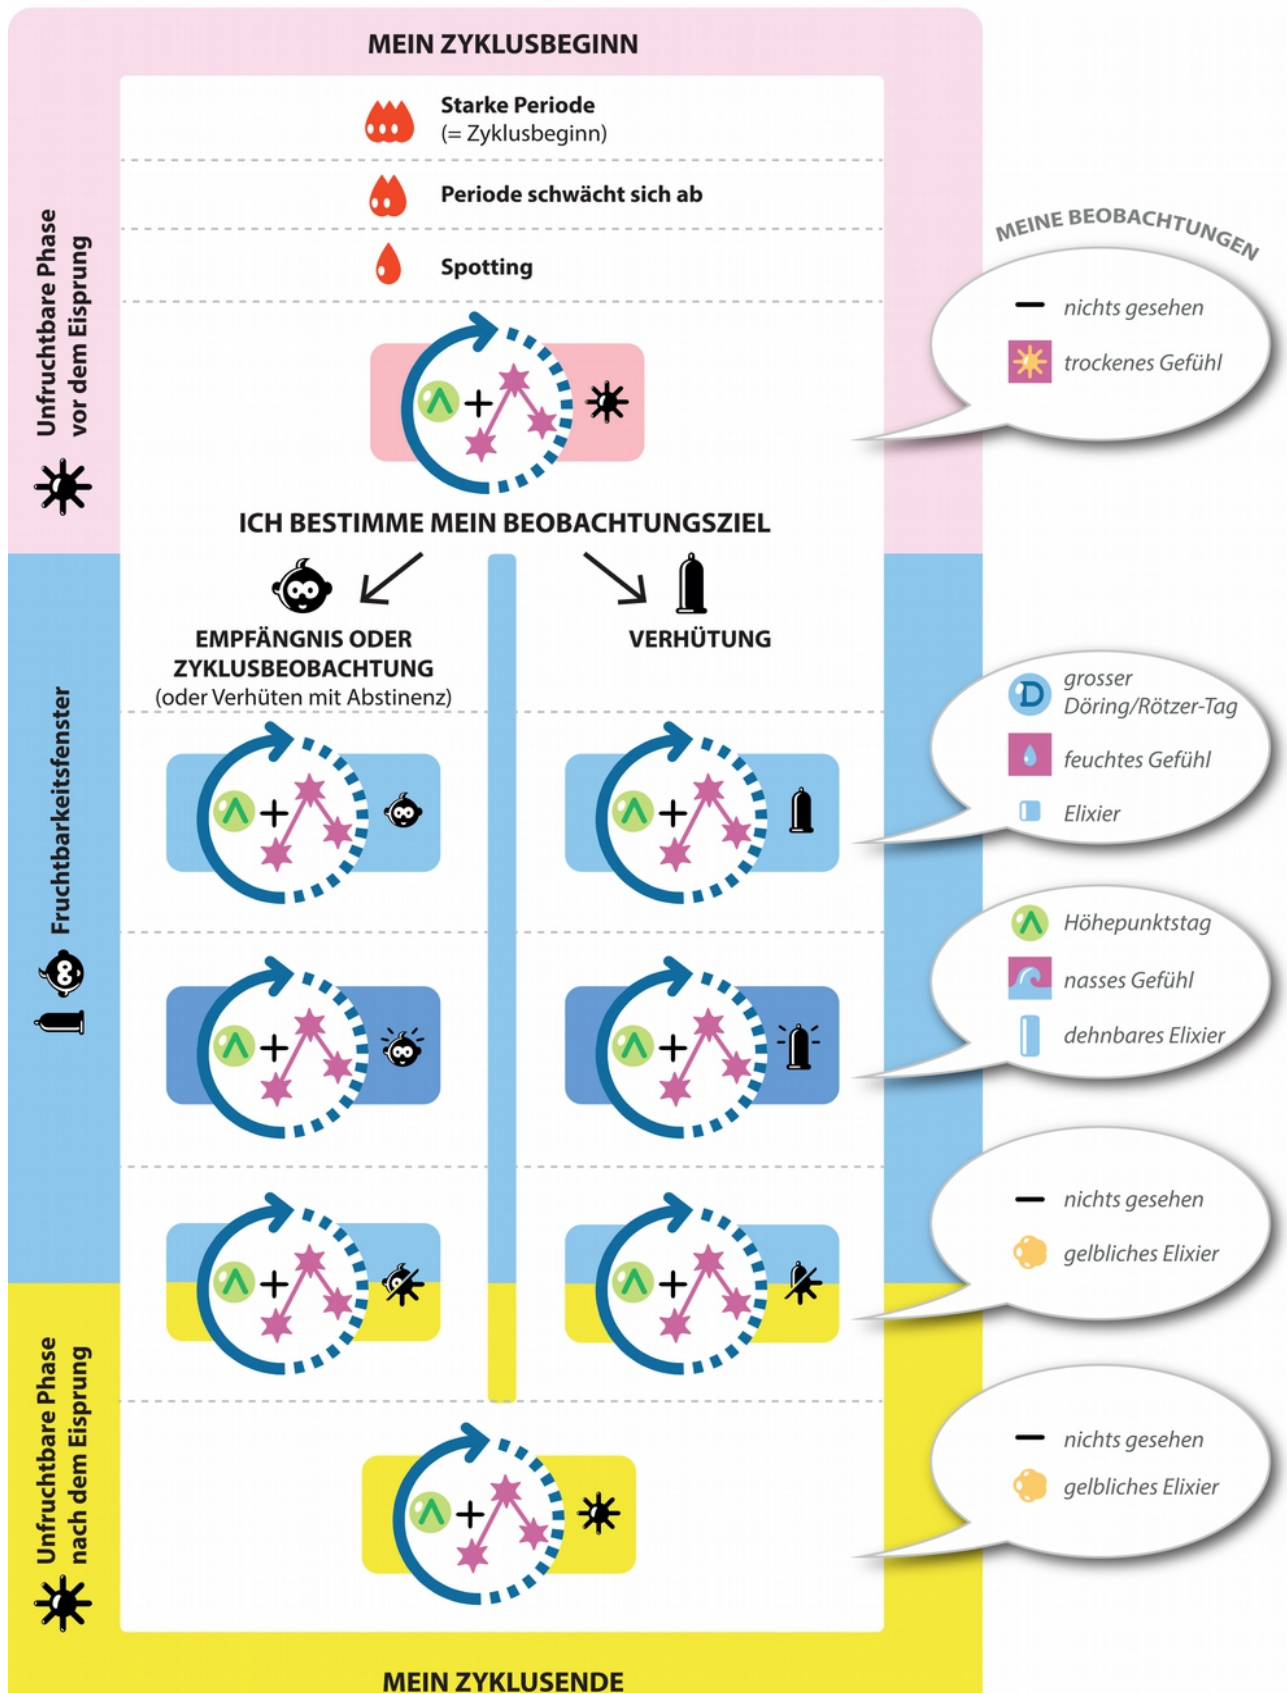 MEIN ZYKLUSBEGINN
Starke Periode
(= Zyklusbeginn)
Periode schwächt sich ab
Spotting
Unfruchtbare Phase
vor dem Eisprung
MEINE BEOBACHTUNGEN
nichts gesehen
trockenes Gefühl
ICH BESTIMME MEIN BEOBACHTUNGSZIEL
EMPFÄNGNIS ODER
ZYKLUSBEOBACHTUNG
(oder Verhüten mit Abstinenz)
VERHÜTUNG
Fruchtbarkeitsfenster
D
grosser
Döring/Rötzer-Tag
feuchtes Gefühl
Elixier
Höhepunktstag
nasses Gefühl
dehnbares Elixier
nichts gesehen
gelbliches Elixier
Unfruchtbare Phase
nach dem Eisprung
nichts gesehen
gelbliches Elixier
MEIN ZYKLUSENDE